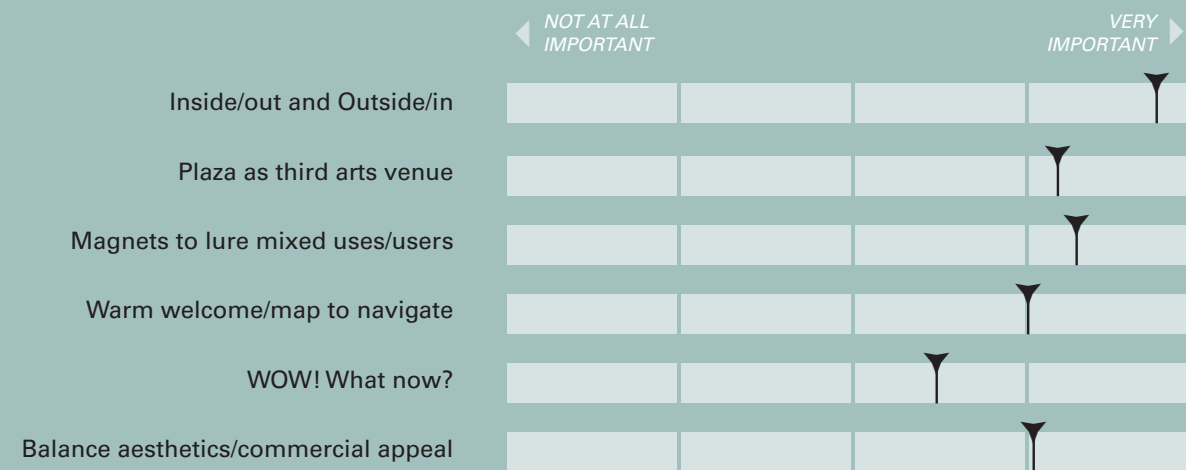 NOT AT ALL
IMPORTANT
VERY
IMPORTANT
Inside/out and Outside/in
Plaza as third arts venue
Magnets to lure mixed uses/users
Warm welcome/map to navigate
WOW! What now?
Balance aesthetics/commercial appeal